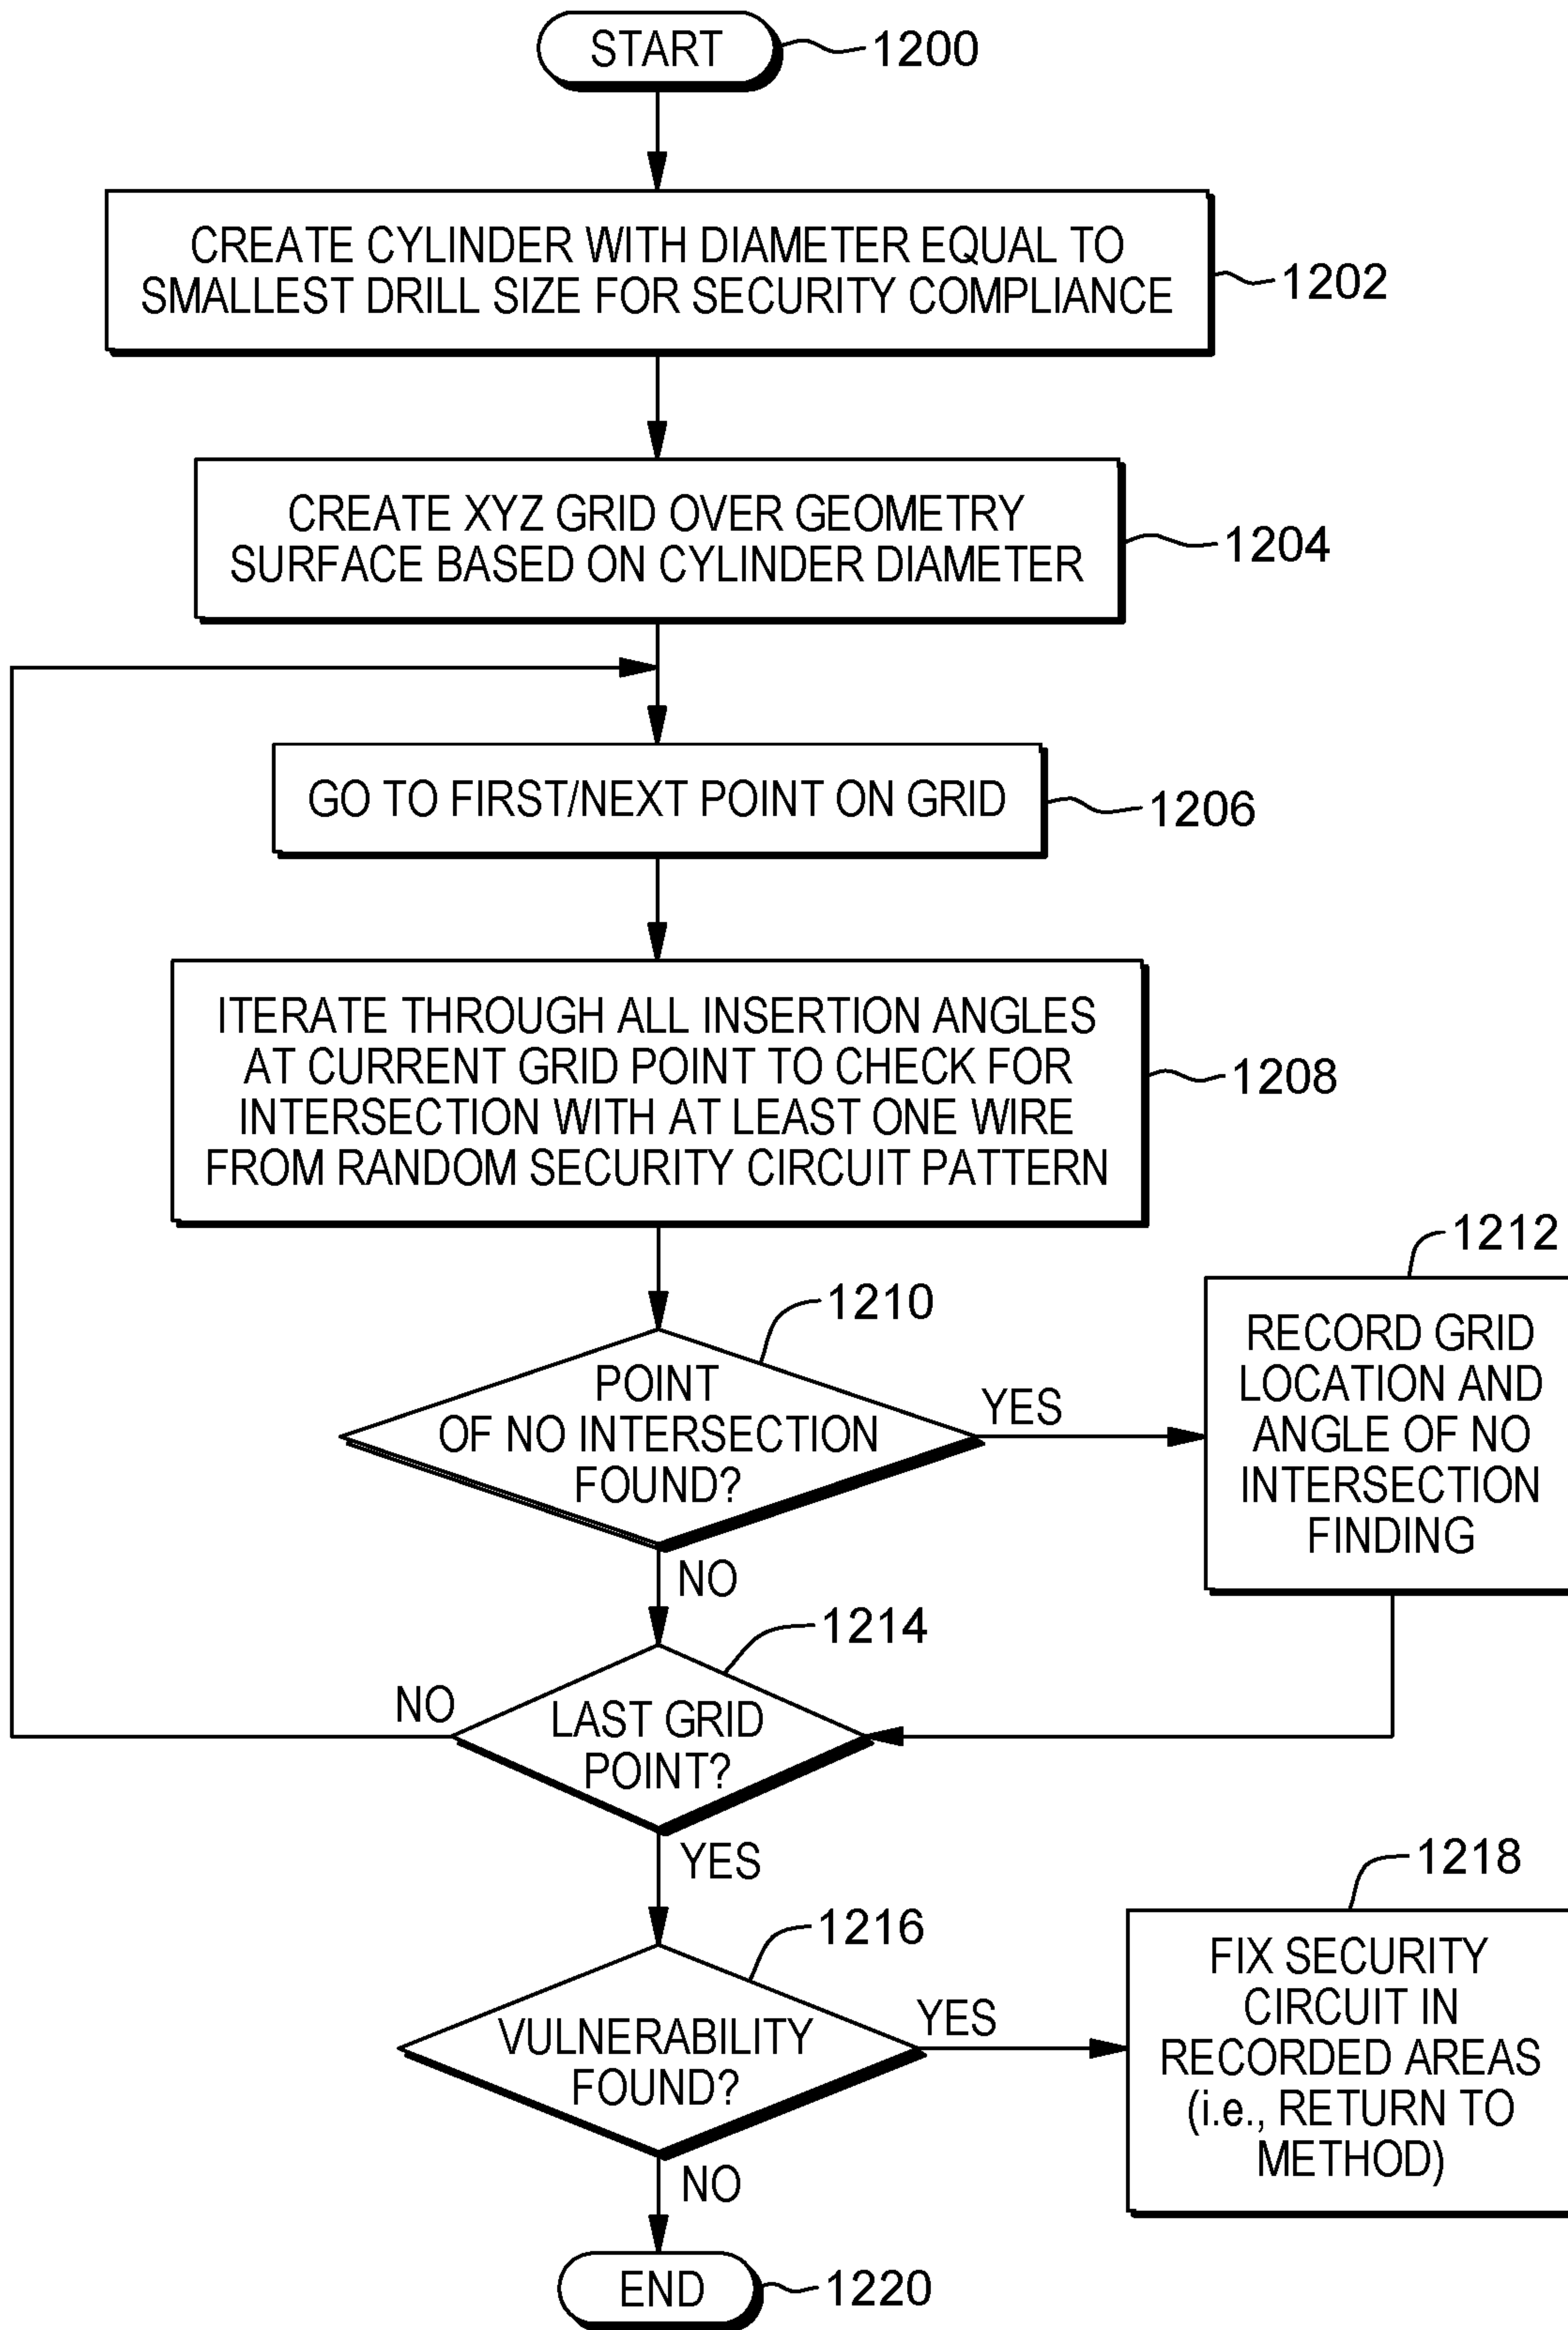 START
1200
CREATE CYLINDER WITH DIAMETER EQUAL TO
SMALLEST DRILL SIZE FOR SECURITY COMPLIANCE
1202
CREATE XYZ GRID OVER GEOMETRY
SURFACE BASED ON CYLINDER DIAMETER
1204
GO TO FIRST/NEXT POINT ON GRID
1206
ITERATE THROUGH ALL INSERTION ANGLES
AT CURRENT GRID POINT TO CHECK FOR
INTERSECTION WITH AT LEAST ONE WIRE
FROM RANDOM SECURITY CIRCUIT PATTERN
1208
1210
POINT
OF NO INTERSECTION
FOUND?
YES
NO
1212
RECORD GRID
LOCATION AND
ANGLE OF NO
INTERSECTION
FINDING
1214
LAST GRID
POINT?
NO
YES
1216
VULNERABILITY
FOUND?
YES
NO
1218
FIX SECURITY
CIRCUIT IN
RECORDED AREAS
(i.e., RETURN TO
METHOD)
END
1220